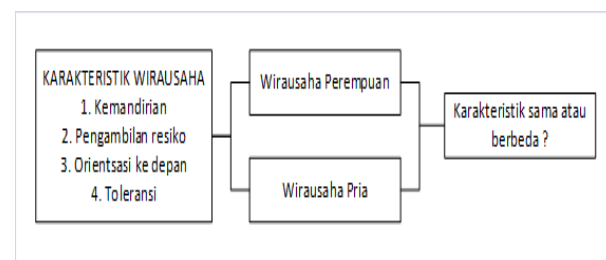 KARAKTERISTIK WIRAUSAHA
1. Kemandirian
2. Pengambilan resiko
3. Orientsasi ke depan
4. Toleransi
Wirausaha Perempuan
Wirausaha Pria
Karakteristik sama atau
berbeda ?